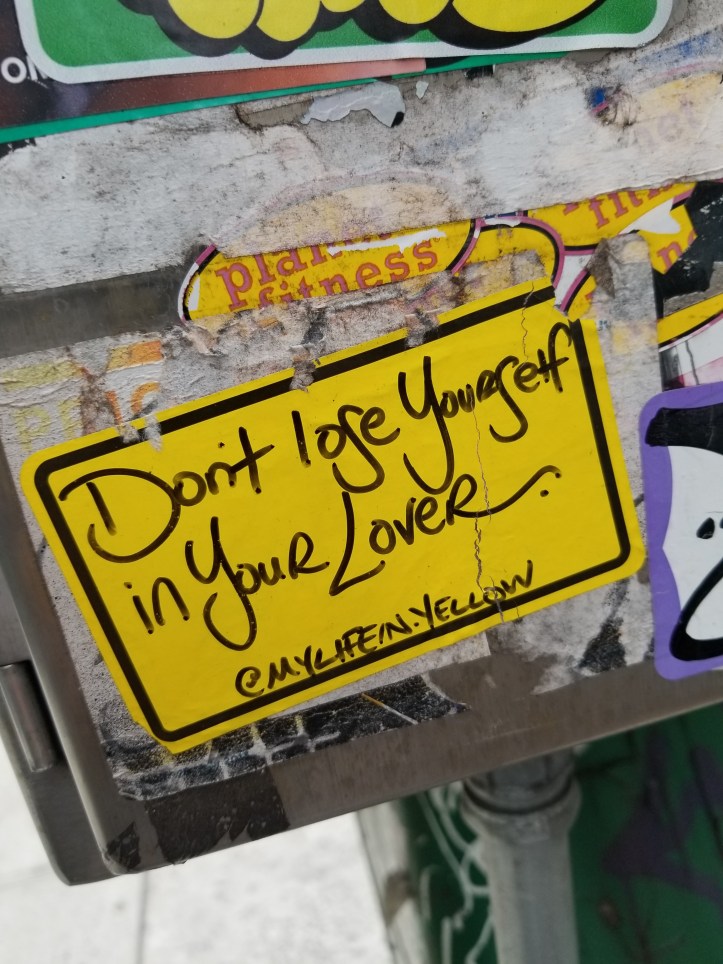 planet
fitness
Don't lose Yourself
in Your Lover.
@MYLIFEIN.YELLOW